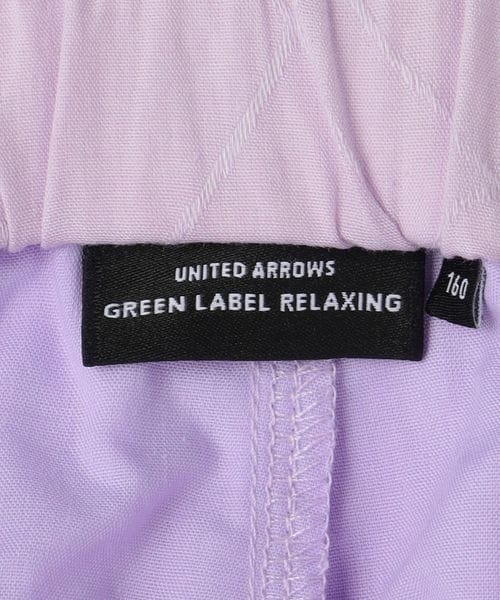 UNITED ARROWS
GREEN LABEL RELAXING
160